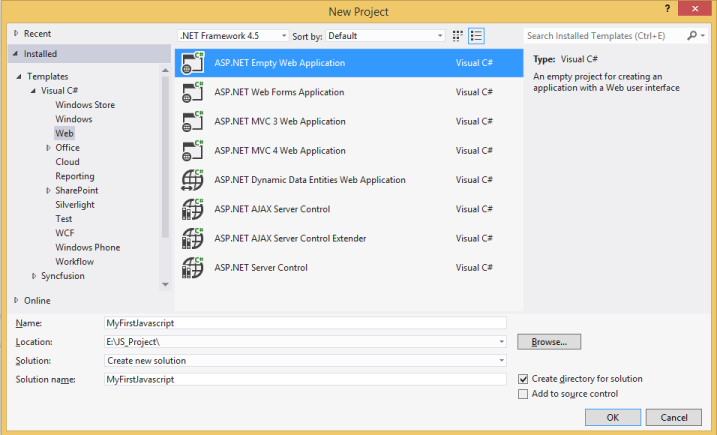 New Project
Recent
Installed
Templates
Visual C#
Windows Store
Windows
Web
Office
Cloud
Reporting
SharePoint
Silverlight
Test
WCF
Windows Phone
Workflow
Syncfusion
Online
.NET Framework 4.5 Sort by: Default
ASP.NET Empty Web Application Visual C#
ASP.NET Web Forms Application Visual C#
ASP.NET MVC 3 Web Application Visual C#
ASP.NET MVC 4 Web Application Visual C#
ASP.NET Dynamic Data Entities Web Application Visual C#
ASP.NET AJAX Server Control Visual C#
ASP.NET AJAX Server Control Extender Visual C#
ASP.NET Server Control Visual C#
Search Installed Templates (Ctrl+E)
Type: Visual C#
An empty project for creating an
application with a Web user interface
Name: MyFirstJavascript
Location: E:\JS_Project\ Browse...
Solution: Create new solution
Solution name: MyFirstJavascript
Create directory for solution
Add to source control
OK Cancel